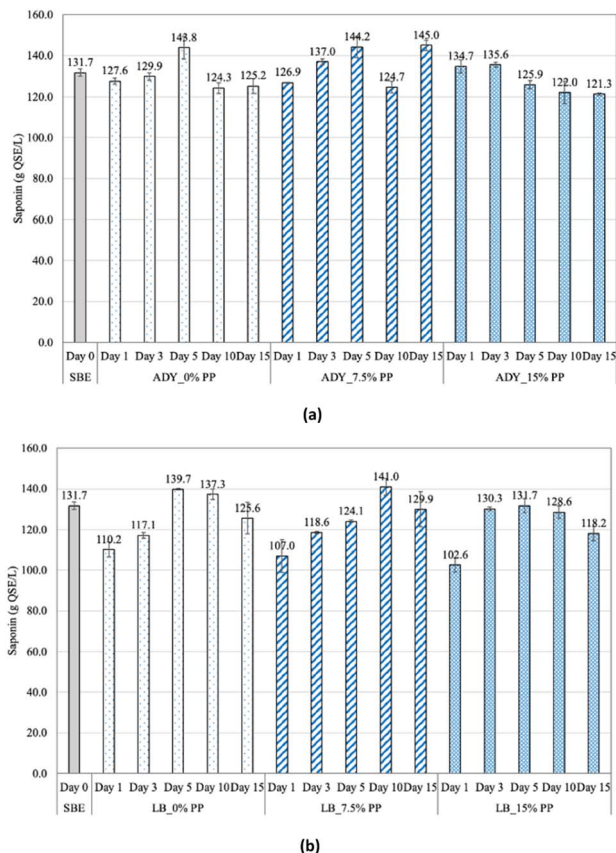 160.0
140.0
120.0
100.0
80.0
60.0
40.0
20.0
0.0
Saponin (g QSE/L)
131.7 127.6 129.9 143.8 124.3 125.2 126.9 137.0 144.2 124.7 145.0 134.7 135.6 125.9 122.0 121.3
Day 0 Day 1 Day 3 Day 5 Day 10 Day 15 Day 1 Day 3 Day 5 Day 10 Day 15 Day 1 Day 3 Day 5 Day 10 Day 15
SBE ADY_0% PP ADY_7.5% PP ADY_15% PP
(a)
160.0
140.0
120.0
100.0
80.0
60.0
40.0
20.0
0.0
Saponin (g QSE/L)
131.7 110.2 117.1 139.7 137.3 125.6 107.0 118.6 124.1 141.0 129.9 102.6 130.3 131.7 128.6 118.2
Day 0 Day 1 Day 3 Day 5 Day 10 Day 15 Day 1 Day 3 Day 5 Day 10 Day 15 Day 1 Day 3 Day 5 Day 10 Day 15
SBE LB_0% PP LB_7.5% PP LB_15% PP
(b)